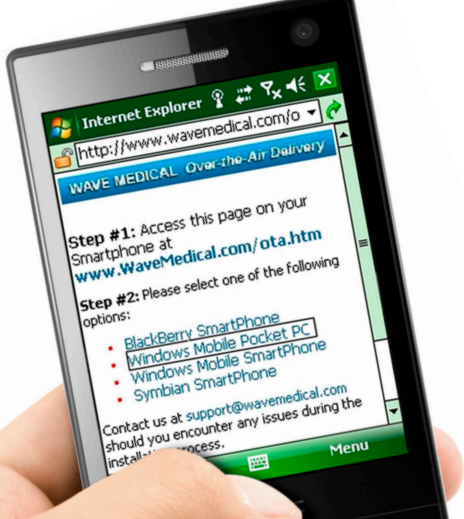 Internet Explorer
http://www.wavemedical.com/o
WAVE MEDICAL Over-the-Air Delivery
Step #1: Access this page on your
Smartphone at
www.WaveMedical.com/ota.htm
Step #2: Please select one of the following
options:
BlackBerry SmartPhone
Windows Mobile Pocket PC
Windows Mobile SmartPhone
Symbian SmartPhone
Contact us at support@wavemedical.com
should you encounter any issues during the
Menu